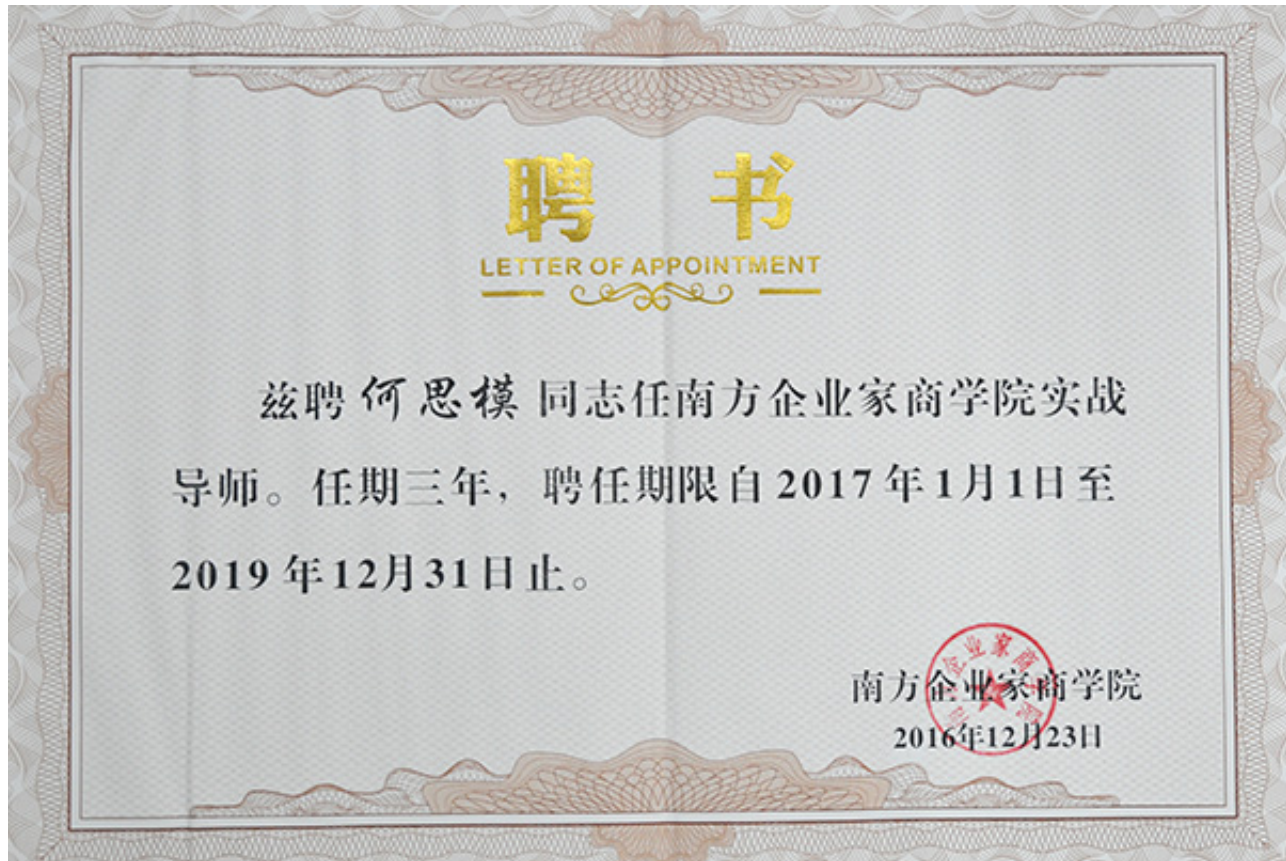 聘 书
LETTER OF APPOINTMENT
兹聘 何思模 同志任南方企业家商学院实战
导师。任期三年，聘任期限自2017年1月1日至
2019年12月31日止。
南方企业家商学院
2016年12月23日